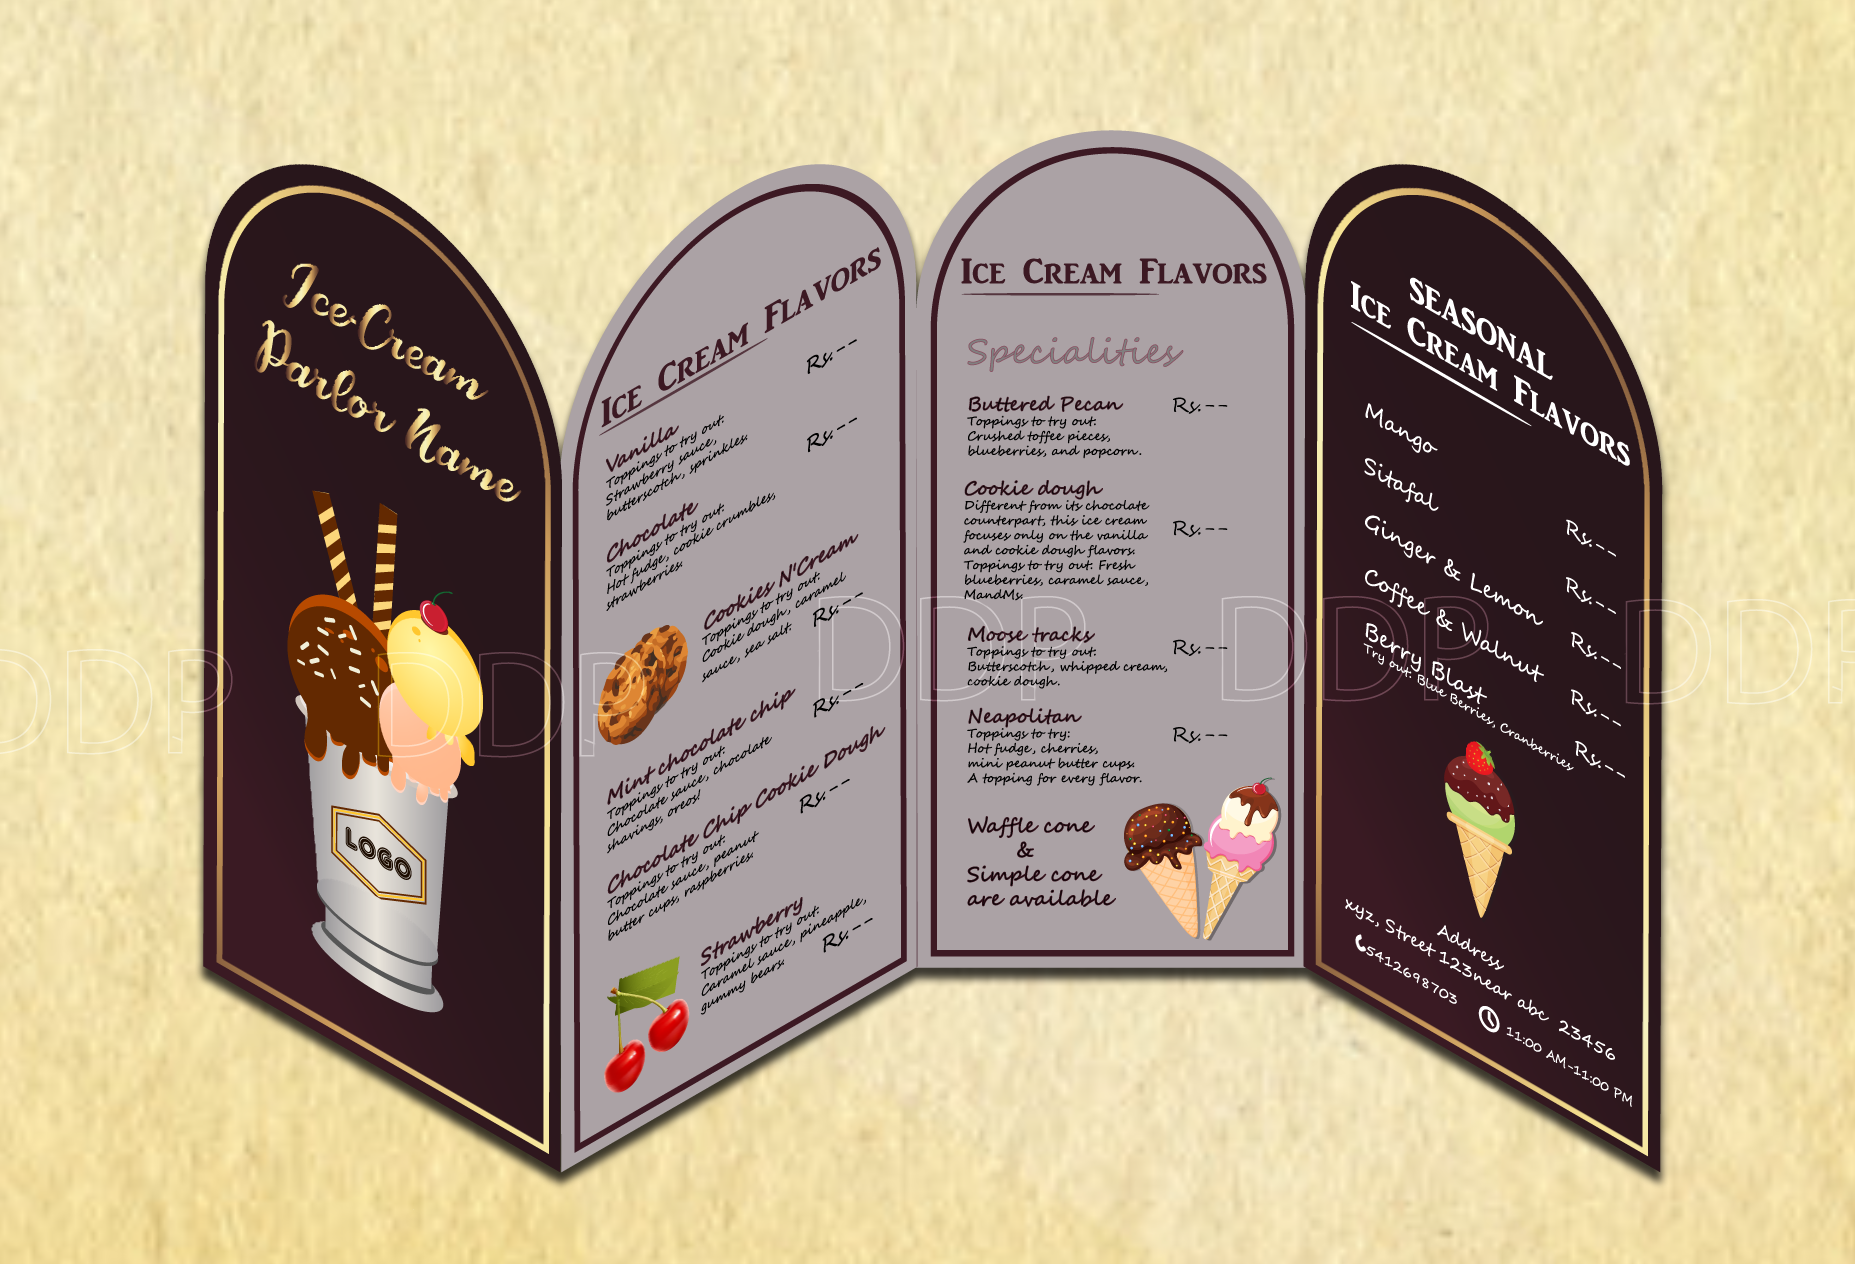 Ice-Cream
Parlor Name
LOGO
ICE CREAM FLAVORS
Rs.--
Vanilla
Toppings to try out:
Strawberry sauce,
butterscotch, sprinkles.
Rs.--
Chocolate
Toppings to try out:
Hot fudge, cookie crumbles,
strawberries.
Cookies N'Cream
Toppings to try out:
Cookie dough, caramel
sauce, sea salt.
Rs.--
Mint chocolate chip
Toppings to try out:
Chocolate sauce, chocolate
shavings, oreos!
Rs.--
Chocolate Chip Cookie Dough
Toppings to try out:
Chocolate sauce, peanut
butter cups, raspberries.
Rs.--
Strawberry
Toppings to try out:
Caramel sauce, pineapple,
gummy bears.
Rs.--
ICE CREAM FLAVORS
Specialities
Buttered Pecan Rs.--
Toppings to try out:
Crushed toffee pieces,
blueberries, and popcorn.
Cookie dough
Different from its chocolate
counterpart, this ice cream
focuses only on the vanilla Rs.--
and cookie dough flavors.
Toppings to try out: Fresh
blueberries, caramel sauce,
MandMs.
Moose tracks
Toppings to try out: Rs.--
Butterscotch, whipped cream,
cookie dough.
Neapolitan
Toppings to try: Rs.--
Hot fudge, cherries,
mini peanut butter cups.
A topping for every flavor.
Waffle cone
&
Simple cone
are available
SEASONAL
ICE CREAM FLAVORS
Mango
Rs.--
Sitafal
Rs.--
Ginger & Lemon
Rs.--
Coffee & Walnut
Rs.--
Berry Blast
Try out: Blue Berries, Cranberries
Rs.--
Address
xyz, Street 123near abc 23456
5412698703
11:00 AM-11:00 PM
DDP DDP DDP DDP DDP